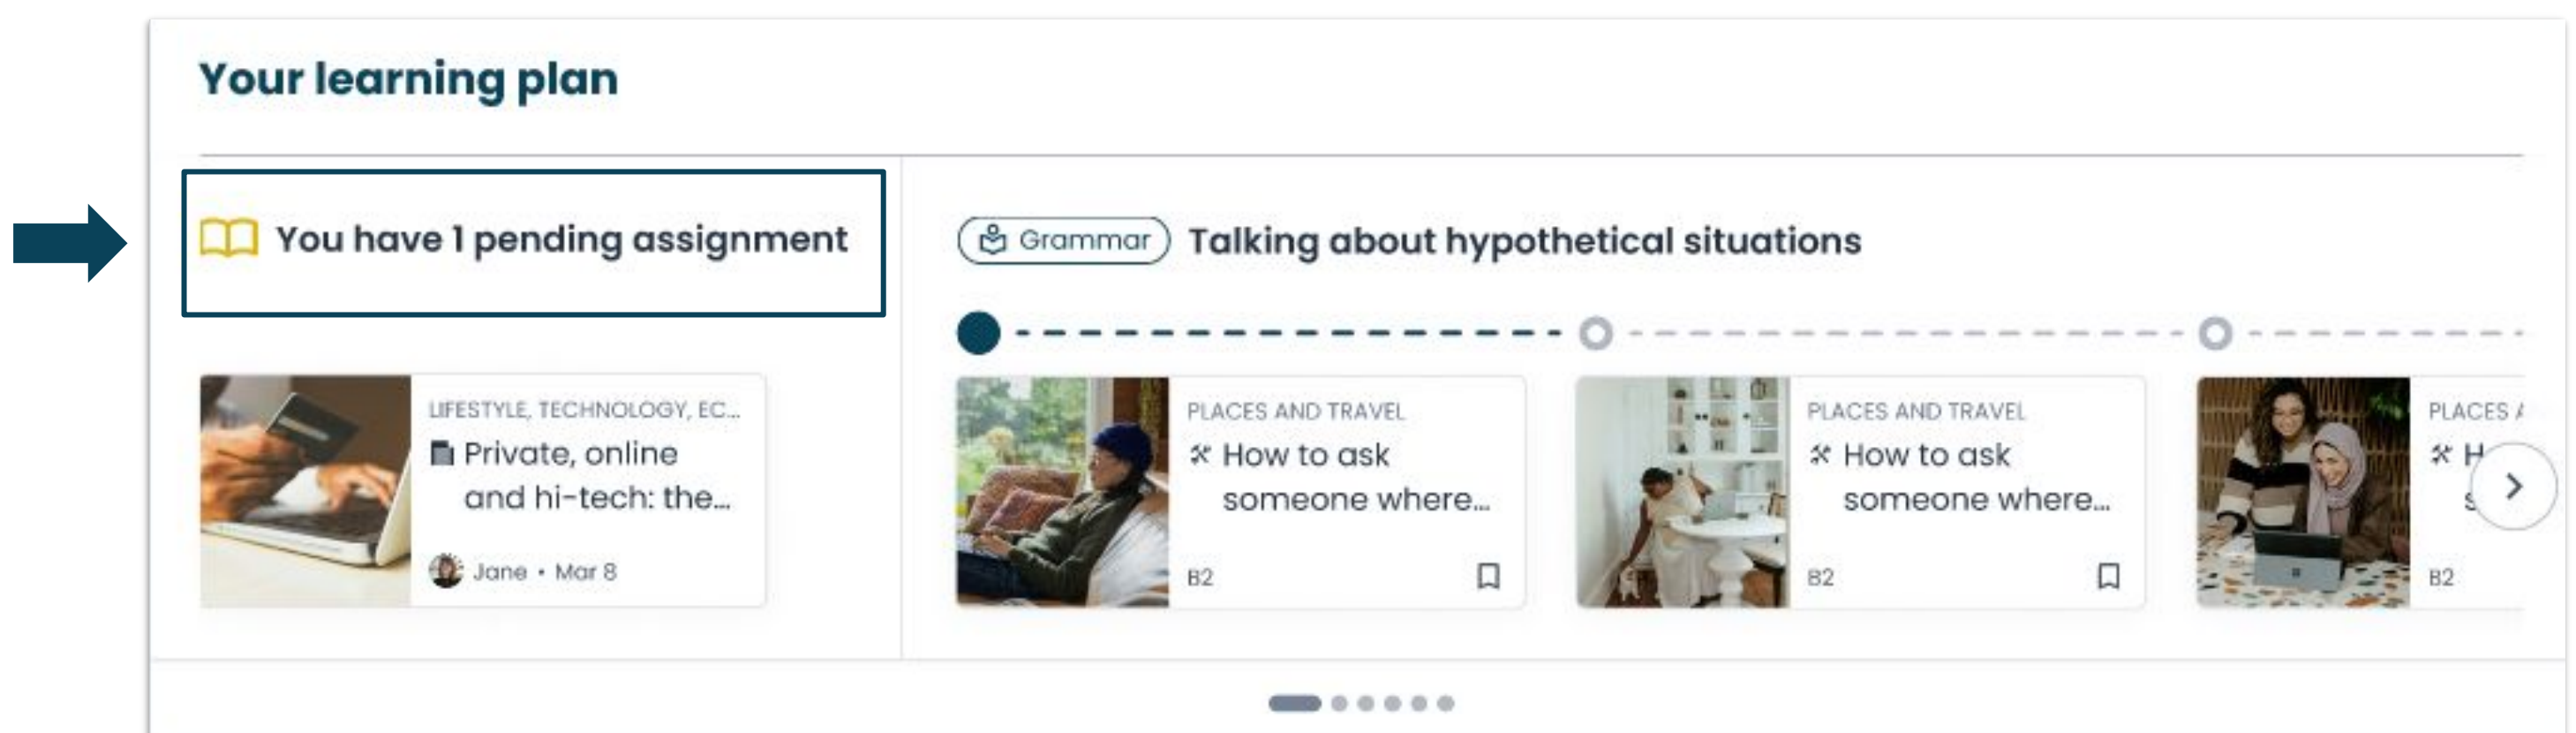 Your learning plan
You have 1 pending assignment
LIFESTYLE, TECHNOLOGY, EC...
Private, online
and hi-tech: the...
Jane • Mar 8
Grammar
Talking about hypothetical situations
PLACES AND TRAVEL
How to ask
someone where...
B2
PLACES AND TRAVEL
How to ask
someone where...
B2
PLACES
B2